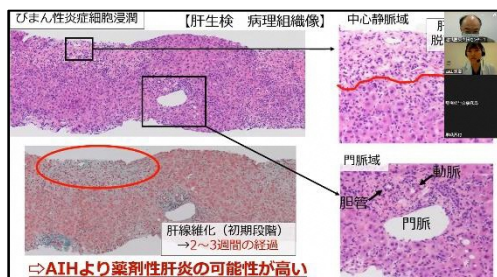 びまん性炎症細胞浸潤
【肝生検 病理組織像】
中心静脈域
肝
脱
肝線維化(初期段階)
→2~3週間の経過
⇨AIHより薬剤性肝炎の可能性が高い
門脈域
動脈
胆管
門脈